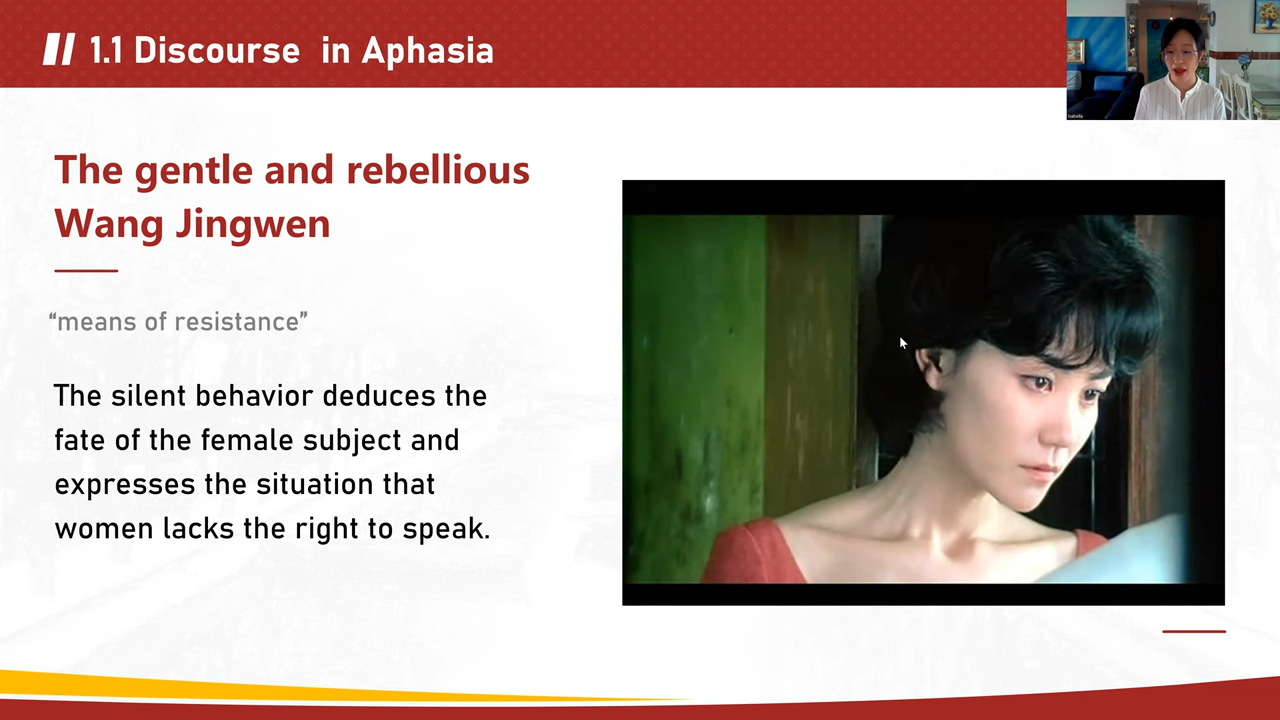 1.1 Discourse in Aphasia
The gentle and rebellious
Wang Jingwen
“means of resistance”
The silent behavior deduces the
fate of the female subject and
expresses the situation that
women lacks the right to speak.
Isabella